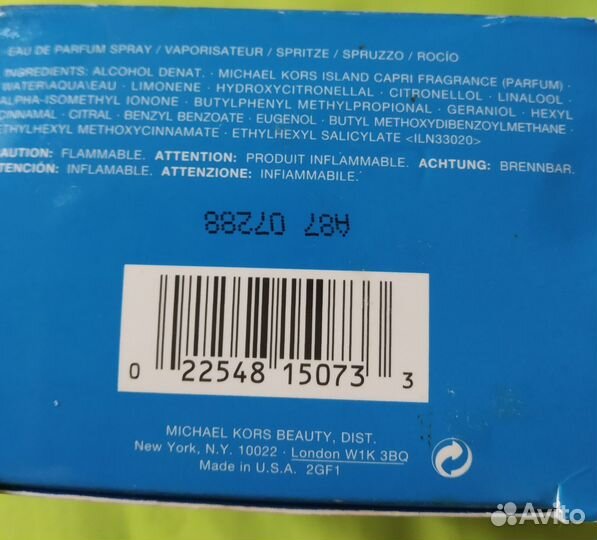 EAU DE PARFUM SPRAY / VAPORISATEUR / SPRITZE / SPRUZZO / ROCÍO
INGREDIENTS: ALCOHOL DENAT. · MICHAEL KORS ISLAND CAPRI FRAGRANCE (PARFUM) ·
WATER\AQUA\EAU · LIMONENE · HYDROXYCITRONELLAL · CITRONELLOL · LINALOOL ·
ALPHA-ISOMETHYL IONONE · BUTYLPHENYL METHYLPROPIONAL · GERANIOL · HEXYL
CINNAMAL · CITRAL · BENZYL BENZOATE · EUGENOL · BUTYL METHOXYDIBENZOYLMETHANE ·
ETHYLHEXYL METHOXYCINNAMATE · ETHYLHEXYL SALICYLATE <ILN33020>
CAUTION: FLAMMABLE. ATTENTION: PRODUIT INFLAMMABLE. ACHTUNG: BRENNBAR.
ATENCIÓN: INFLAMABLE. ATTENZIONE: INFIAMMABILE.
A87 07288
0 22548 15073 3
MICHAEL KORS BEAUTY, DIST.
New York, N.Y. 10022 · London W1K 3BQ
Made in U.S.A. 2GF1
Avito